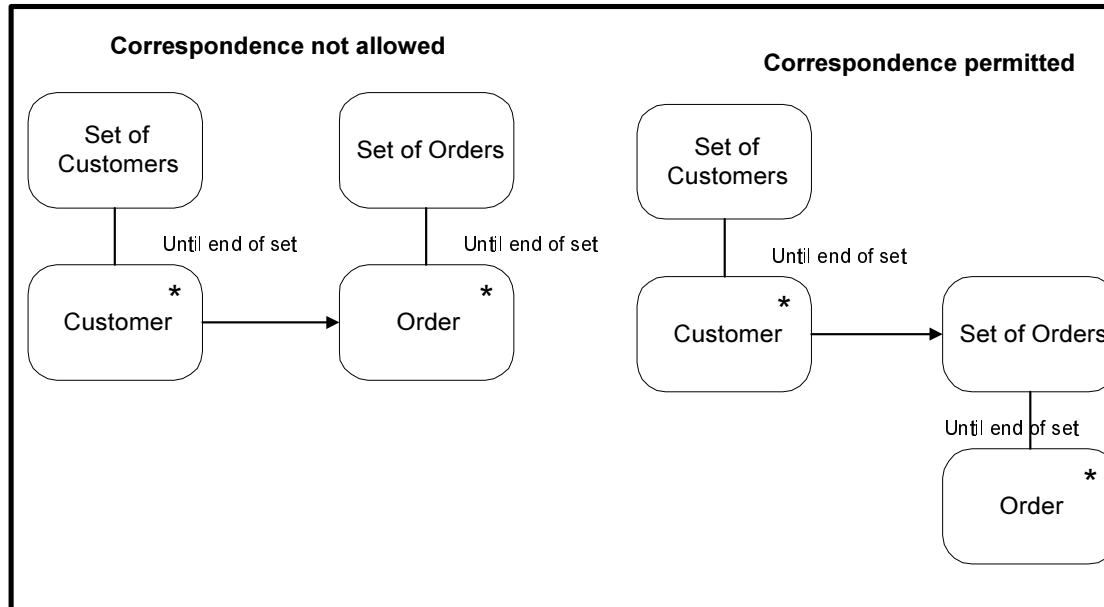 Correspondence not allowed
Set of
Customers
Set of Orders
Until end of set
Until end of set
*
Customer
*
Order
Correspondence permitted
Set of
Customers
Until end of set
*
Customer
Set of Orders
Until end of set
*
Order